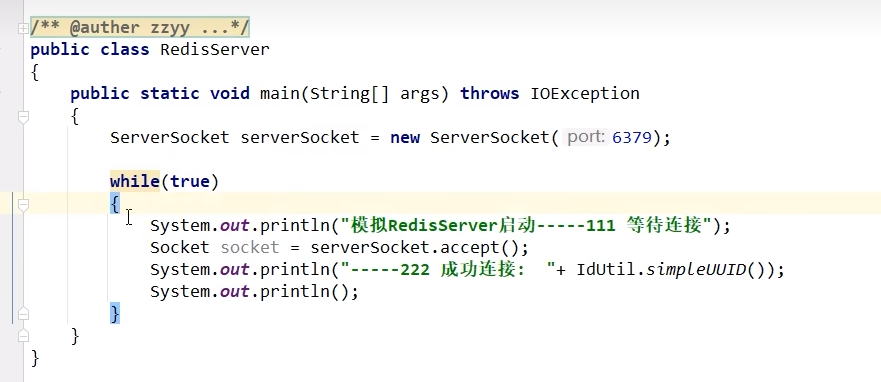 /** @auther zzyy ...*/
public class RedisServer
{
    public static void main(String[] args) throws IOException
    {
        ServerSocket serverSocket = new ServerSocket( port: 6379);
        while(true)
        {
            System.out.println("模拟RedisServer启动-----111 等待连接");
            Socket socket = serverSocket.accept();
            System.out.println("-----222 成功连接: "+ IdUtil.simpleUUID());
            System.out.println();
        }
    }
}